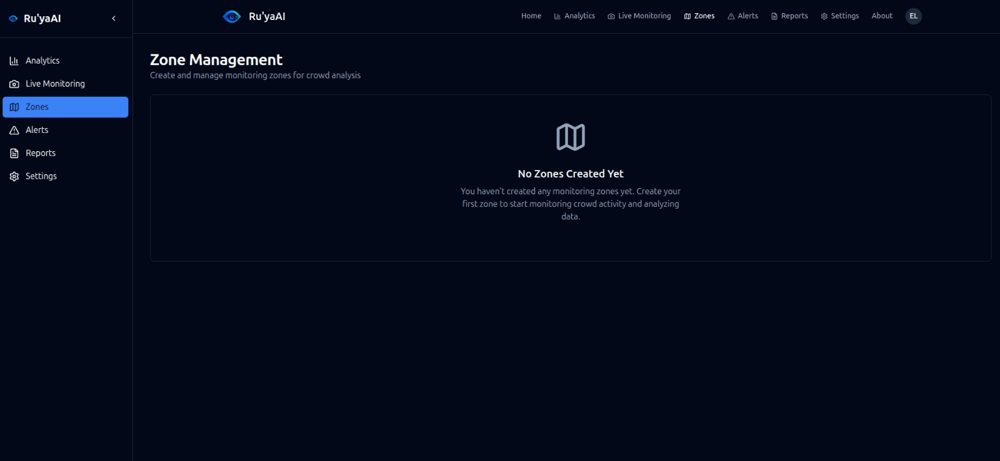 Ru'yaAI
Analytics
Live Monitoring
Zones
Alerts
Reports
Settings
Ru'yaAI
Home
Analytics
Live Monitoring
Zones
Alerts
Reports
Settings
About
EL
Zone Management
Create and manage monitoring zones for crowd analysis
No Zones Created Yet
You haven't created any monitoring zones yet. Create your
first zone to start monitoring crowd activity and analyzing
data.